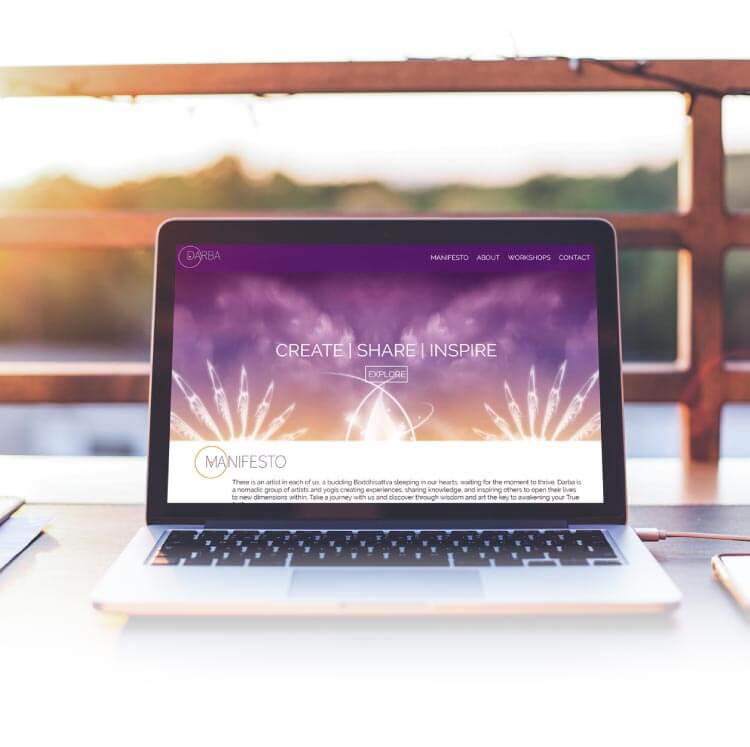 DARBA
MANIFESTO ABOUT WORKSHOPS CONTACT
CREATE | SHARE | INSPIRE
EXPLORE
MANIFESTO
There is an artist in each of us, a budding Boddhisattva sleeping in our hearts, waiting for the moment to thrive. Darba is
a nomadic group of artists and yogis creating experiences, sharing knowledge, and inspiring others to open their lives
to new dimensions within. Take a journey with us and discover through wisdom and art the key to awakening your True